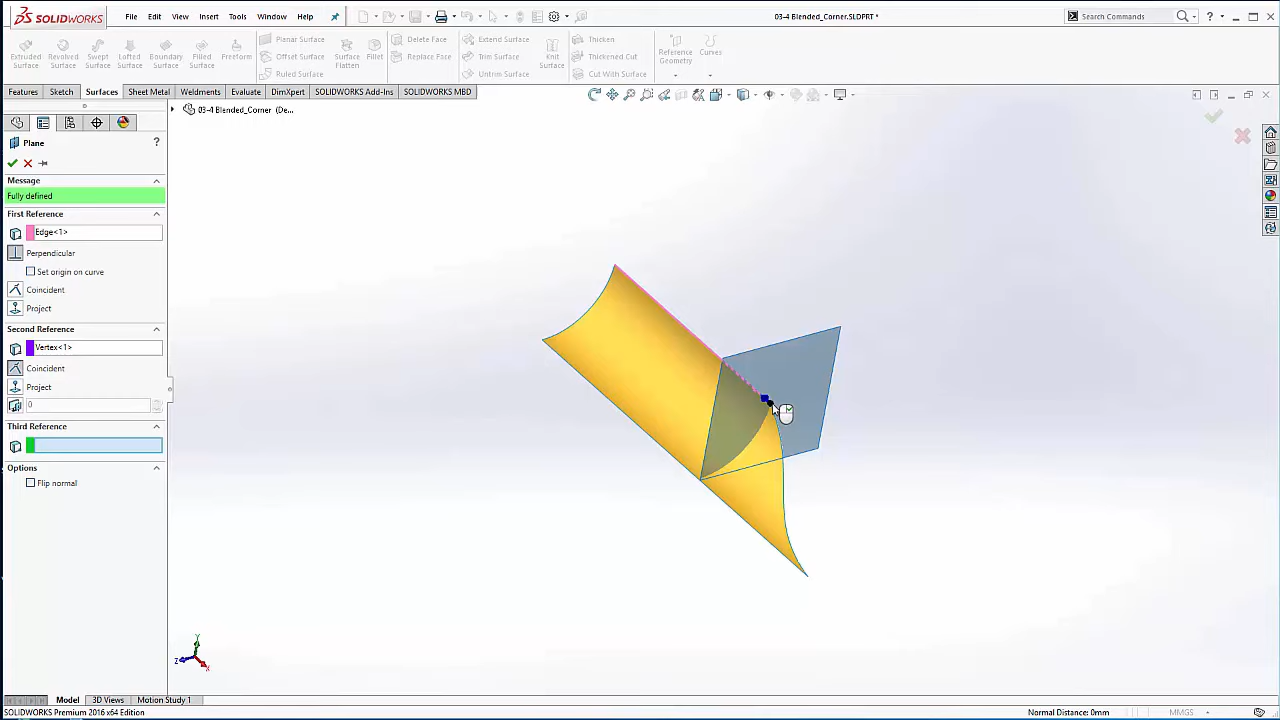 SOLIDWORKS File Edit View Insert Tools Window Help 03-4 Blended_Corner.SLDPRT * Search Commands ?
Extruded Surface
Revolved Surface
Swept Surface
Lofted Surface
Boundary Surface
Filled Surface
Freeform
Planar Surface
Offset Surface
Ruled Surface
Surface Flatten
Fillet
Delete Face
Replace Face
Extend Surface
Trim Surface
Untrim Surface
Knit Surface
Thicken
Thickened Cut
Cut With Surface
Reference Geometry
Curves
Features Sketch Surfaces Evaluate DimXpert SOLIDWORKS Add-Ins SOLIDWORKS MBD
Sheet Metal Weldments
03-4 Blended_Corner (De...
Plane ?
Message
Fully defined
First Reference
Edge<1>
Perpendicular
Set origin on curve
Coincident
Project
Second Reference
Vertex<1>
Coincident
Project
0
Third Reference
Options
Flip normal
Y
Z
X
Model 3D Views Motion Study 1
SOLIDWORKS Premium 2016 x64 Edition Normal Distance: 0mm MMGS